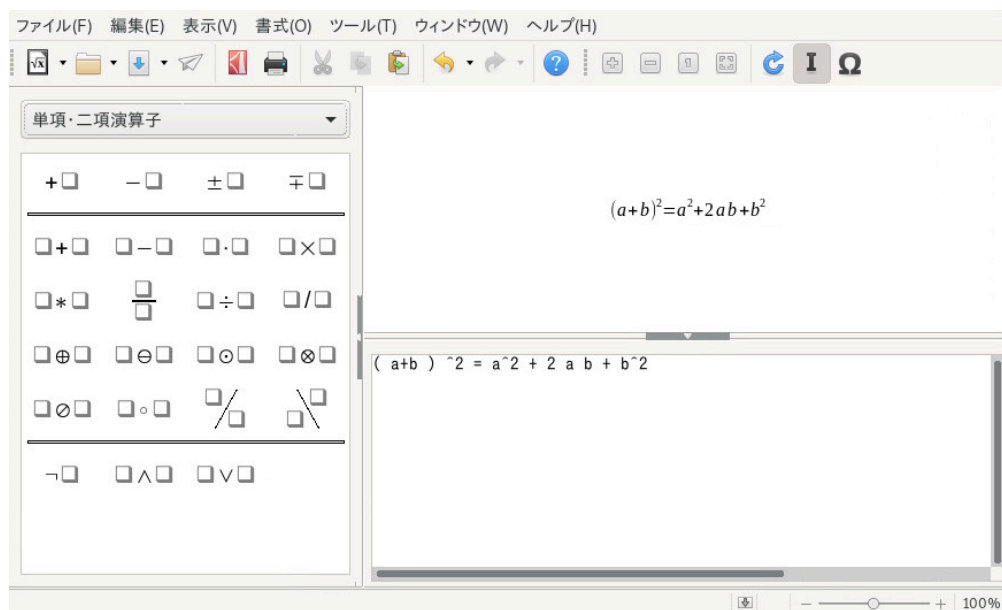 ファイル(F) 編集(E) 表示(V) 書式(O) ツール(T) ウィンドウ(W) ヘルプ(H)
単項･二項演算子
+❑ −❑ ±❑ ∓❑
❑+❑ ❑−❑ ❑·❑ ❑×❑
❑∗❑ ❑/❑ ❑÷❑ ❑/❑
❑⊕❑ ❑⊖❑ ❑⊙❑ ❑⊗❑
❑⊘❑ ❑∘❑ ❑/❑ ❑\❑
¬❑ ❑∧❑ ❑∨❑
(a+b)²=a²+2ab+b²
( a+b ) ^2 = a^2 + 2 a b + b^2
100%